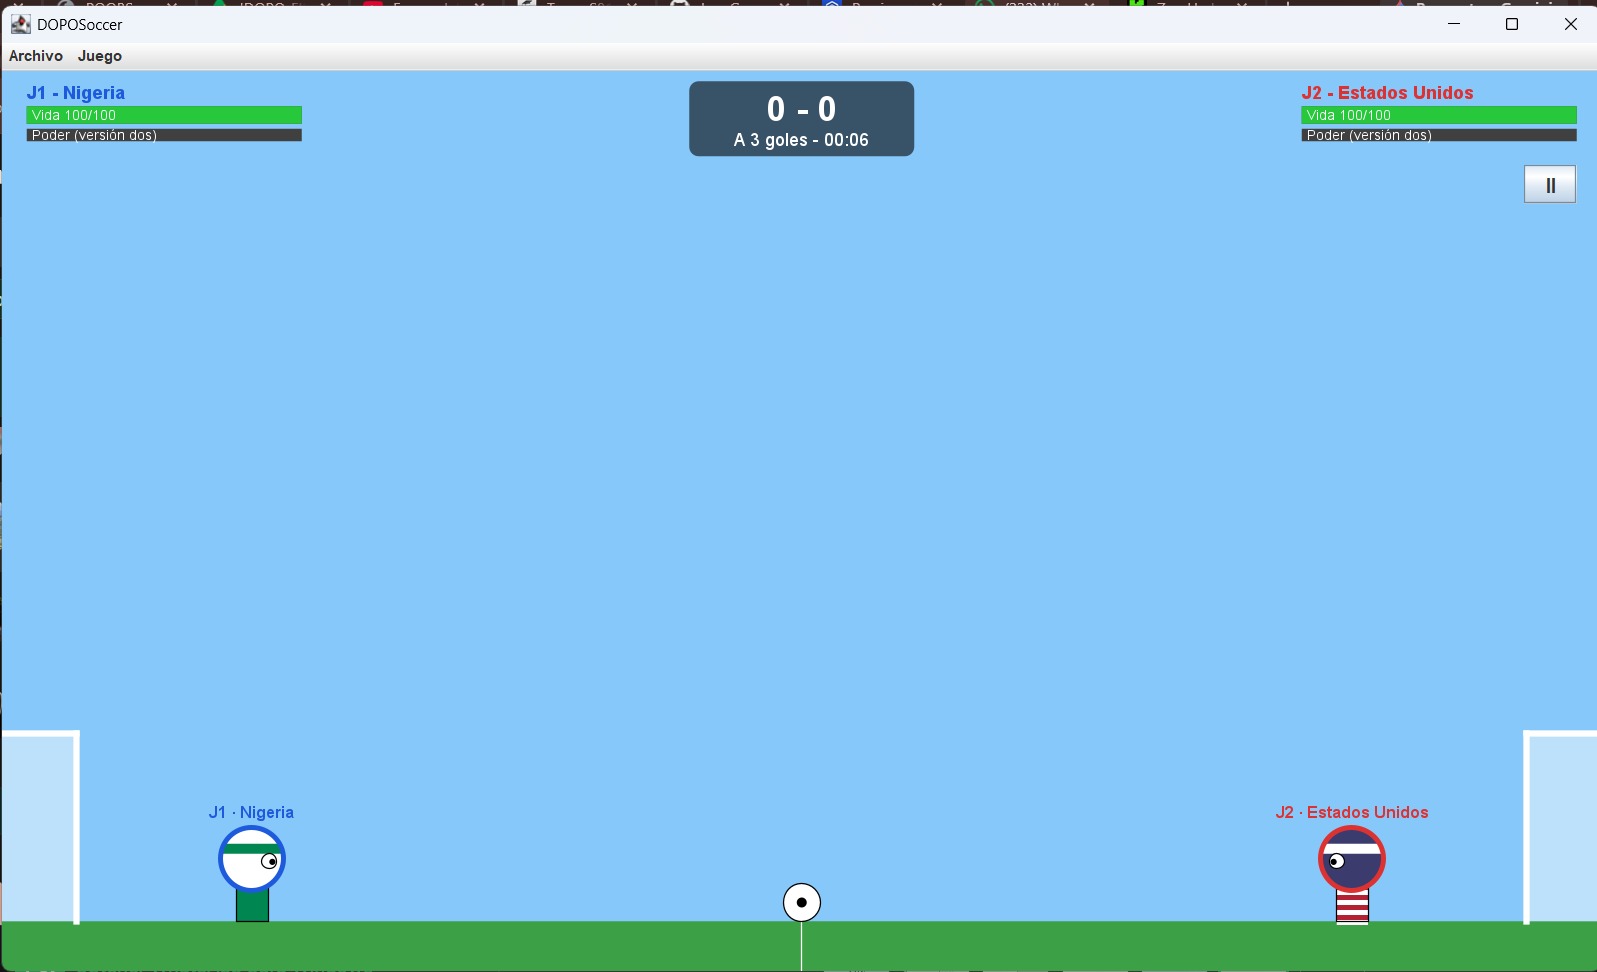 DOPOSoccer
Archivo Juego
J1 - Nigeria
Vida 100/100
Poder (versión dos)
0 - 0
A 3 goles - 00:06
J2 - Estados Unidos
Vida 100/100
Poder (versión dos)
J1 · Nigeria
J2 · Estados Unidos